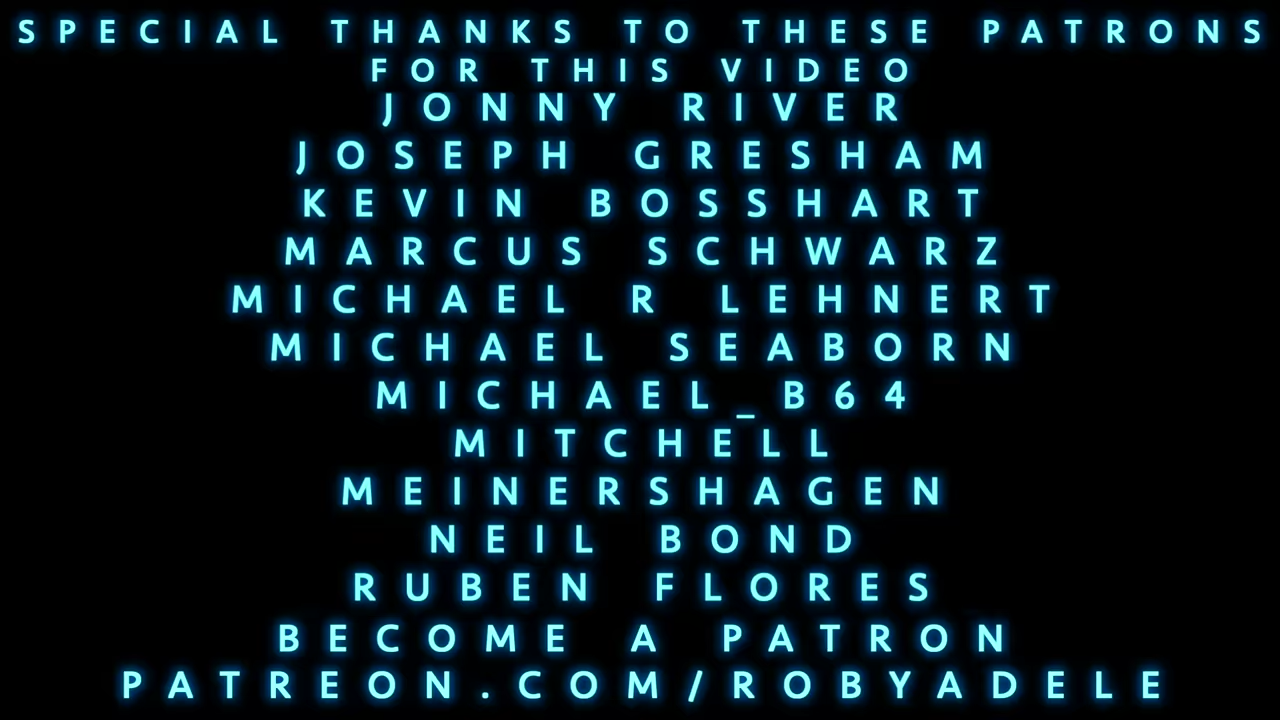 SPECIAL THANKS TO THESE PATRONS
FOR THIS VIDEO
JONNY RIVER
JOSEPH GRESHAM
KEVIN BOSSHART
MARCUS SCHWARZ
MICHAEL R LEHNERT
MICHAEL SEABORN
MICHAEL_B64
MITCHELL
MEINERSHAGEN
NEIL BOND
RUBEN FLORES
BECOME A PATRON
PATREON.COM/ROBYADELE